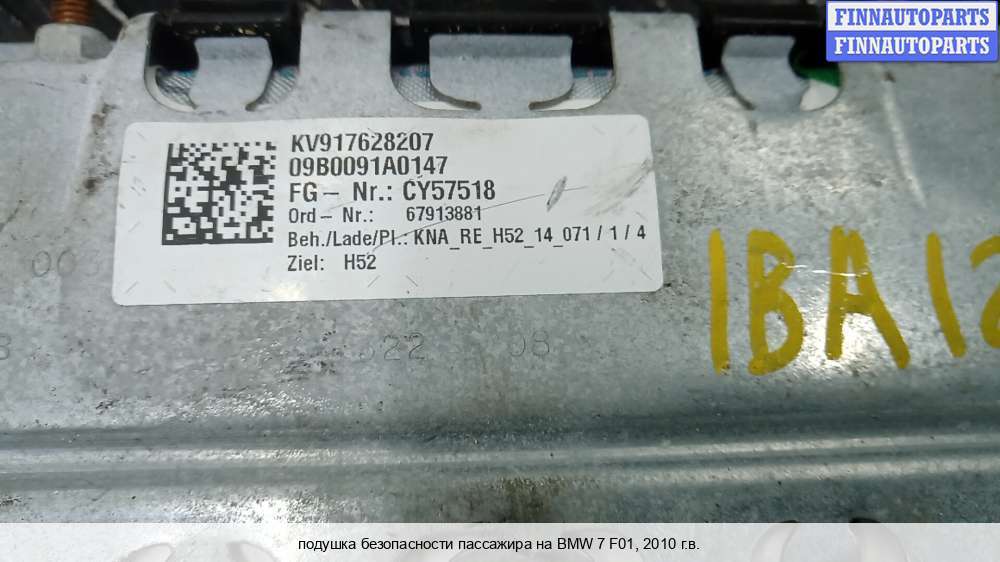 FINNAUTOPARTS
FINNAUTOPARTS
KV917628207
09B0091A0147
FG – Nr.: CY57518
Ord – Nr.: 67913881
Beh./Lade/Pl.: KNA_RE_H52_14_071 / 1 / 4
Ziel: H52
1BA12
подушка безопасности пассажира на BMW 7 F01, 2010 г.в.